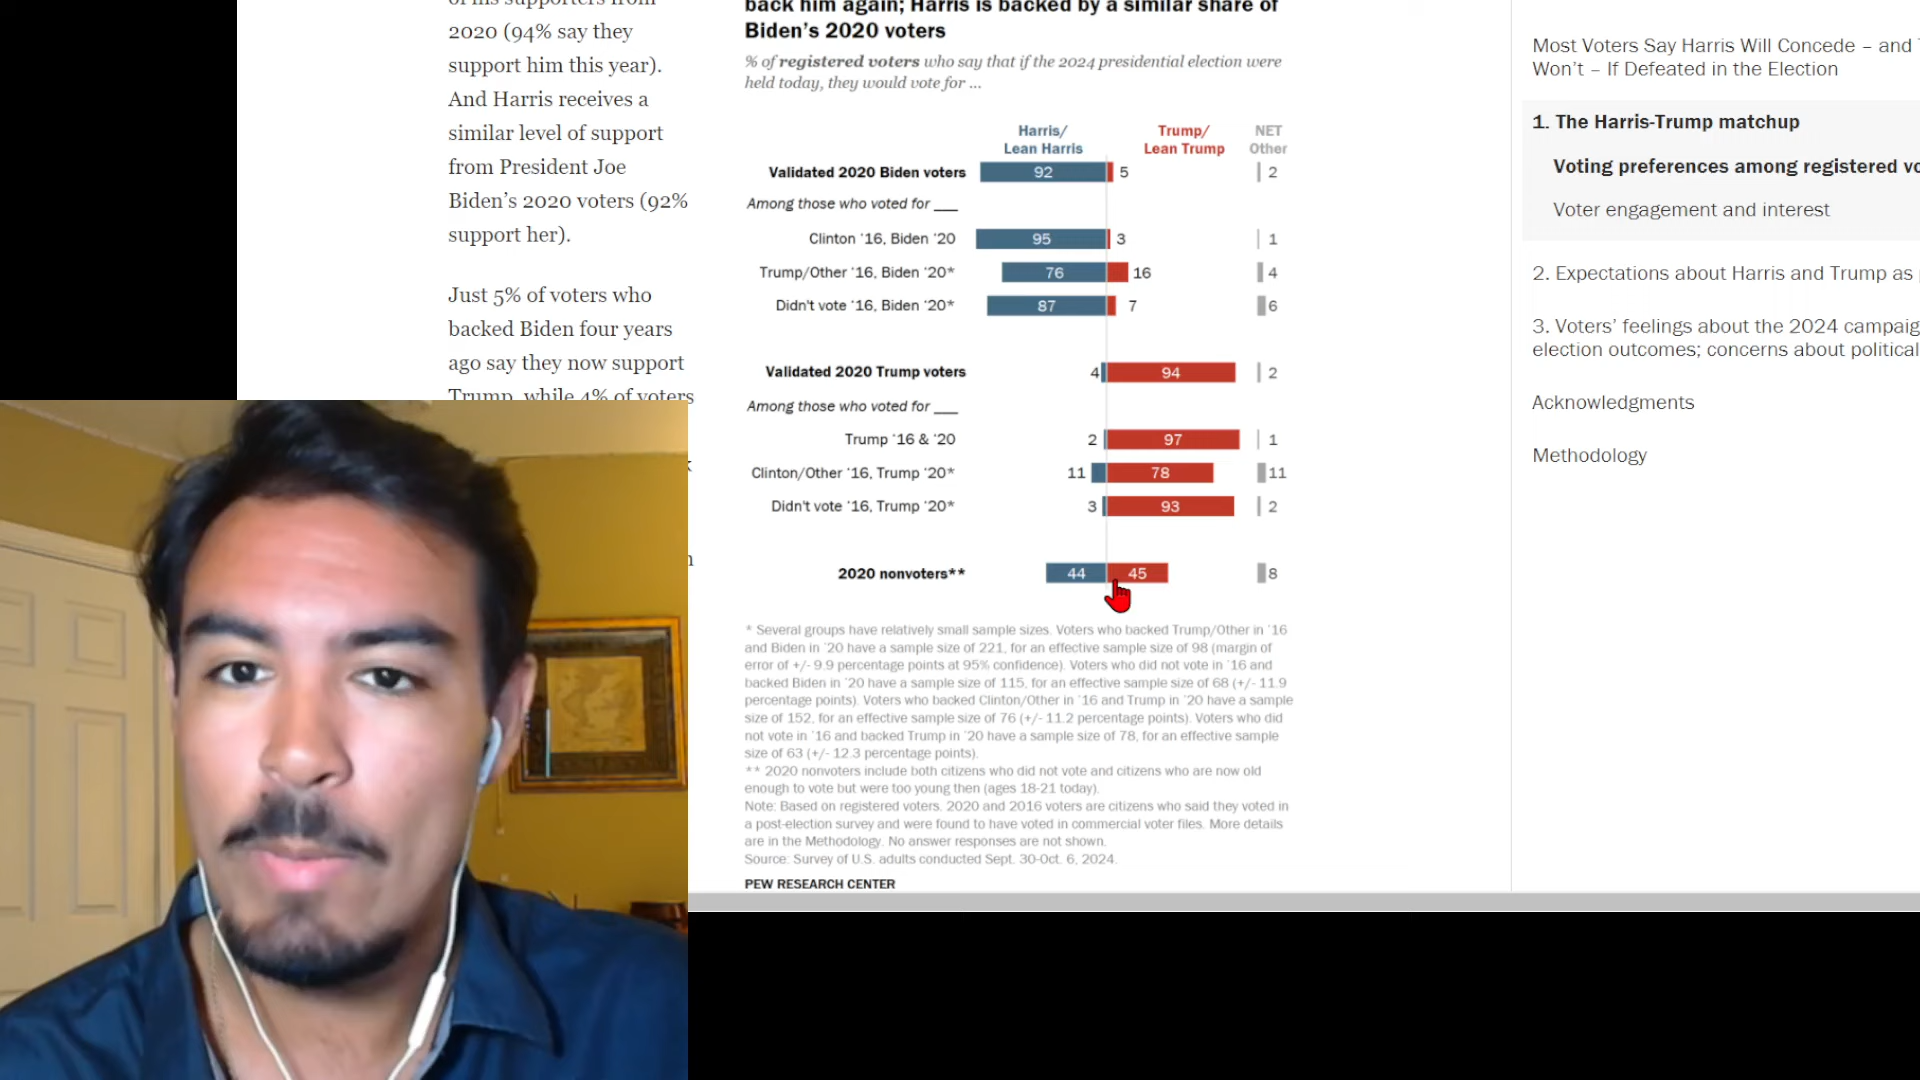 2020 (94% say they
support him this year).
And Harris receives a
similar level of support
from President Joe
Biden's 2020 voters (92%
support her).
Just 5% of voters who
backed Biden four years
ago say they now support
Trump, while 4% of voters
back him again; Harris is backed by a similar share of
Biden's 2020 voters
% of registered voters who say that if the 2024 presidential election were
held today, they would vote for ...
Harris/ Trump/ NET
Lean Harris Lean Trump Other
Validated 2020 Biden voters 92 5 2
Among those who voted for ___
Clinton '16, Biden '20 95 3 1
Trump/Other '16, Biden '20* 76 16 4
Didn't vote '16, Biden '20* 87 7 6
Validated 2020 Trump voters 4 94 2
Among those who voted for ___
Trump '16 & '20 2 97 1
Clinton/Other '16, Trump '20* 11 78 11
Didn't vote '16, Trump '20* 3 93 2
2020 nonvoters** 44 45 8
* Several groups have relatively small sample sizes. Voters who backed Trump/Other in '16
and Biden in '20 have a sample size of 221, for an effective sample size of 98 (margin of
error of +/- 9.9 percentage points at 95% confidence). Voters who did not vote in '16 and
backed Biden in '20 have a sample size of 115, for an effective sample size of 68 (+/- 11.9
percentage points). Voters who backed Clinton/Other in '16 and Trump in '20 have a sample
size of 152, for an effective sample size of 76 (+/- 11.2 percentage points). Voters who did
not vote in '16 and backed Trump in '20 have a sample size of 78, for an effective sample
size of 63 (+/- 12.3 percentage points).
** 2020 nonvoters include both citizens who did not vote and citizens who are now old
enough to vote but were too young then (ages 18-21 today).
Note: Based on registered voters. 2020 and 2016 voters are citizens who said they voted in
a post-election survey and were found to have voted in commercial voter files. More details
are in the Methodology. No answer responses are not shown.
Source: Survey of U.S. adults conducted Sept. 30-Oct. 6, 2024.
PEW RESEARCH CENTER
Most Voters Say Harris Will Concede – and
Won't – If Defeated in the Election
1. The Harris-Trump matchup
Voting preferences among registered
Voter engagement and interest
2. Expectations about Harris and Trump as
3. Voters' feelings about the 2024
election outcomes; concerns about political
Acknowledgments
Methodology